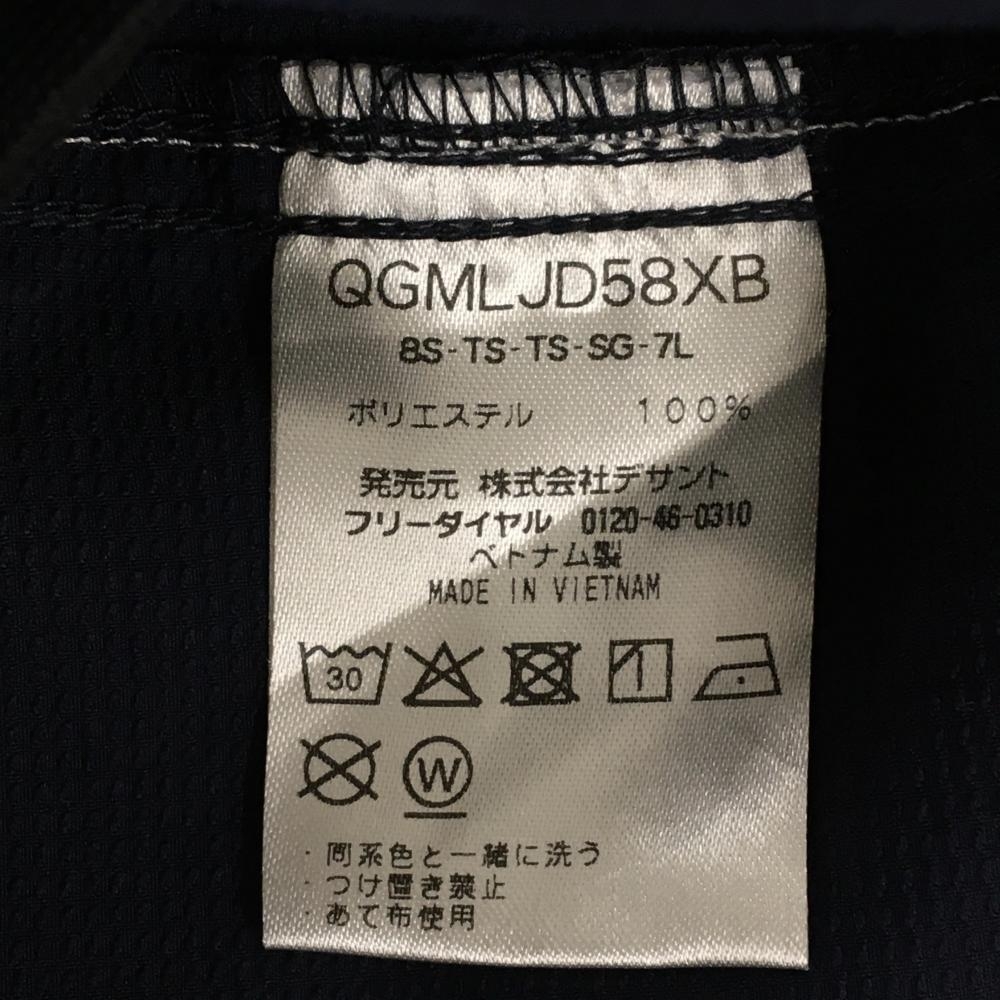 QGMLJD58XB
8S-TS-TS-SG-7L
ポリエステル 100%
発売元 株式会社デサント
フリーダイヤル 0120-46-0310
ベトナム製
MADE IN VIETNAM
30
W
・同系色と一緒に洗う
・つけ置き禁止
・あて布使用